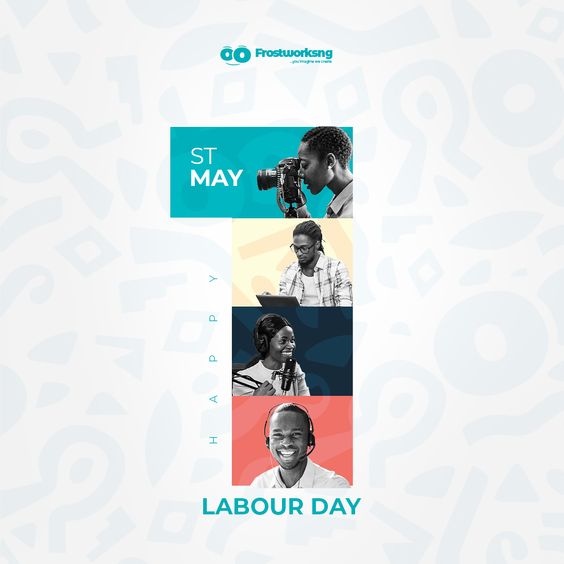 Frostworksng
...you imagine we create
ST
MAY
HAPPY
LABOUR DAY